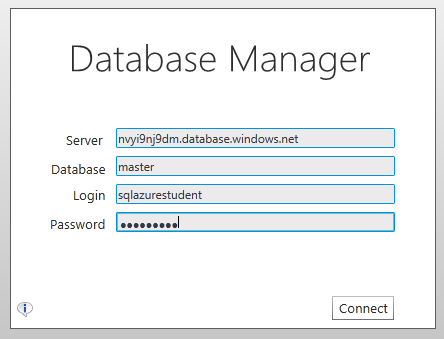 Database Manager
Server nvyi9nj9dm.database.windows.net
Database master
Login sqlazurestudent
Password ●●●●●●●●●
Connect